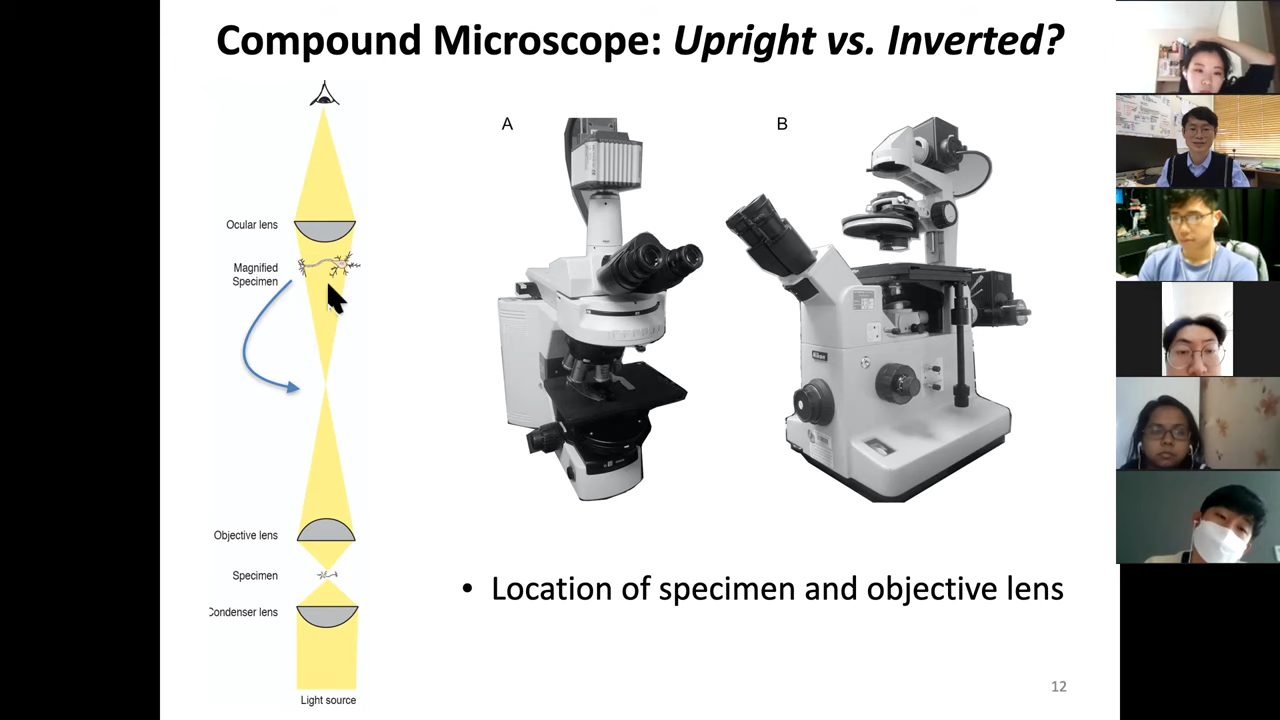 Compound Microscope: Upright vs. Inverted?
A
B
Ocular lens
Magnified
Specimen
Objective lens
Specimen
Condenser lens
Light source
Nikon
• Location of specimen and objective lens
12